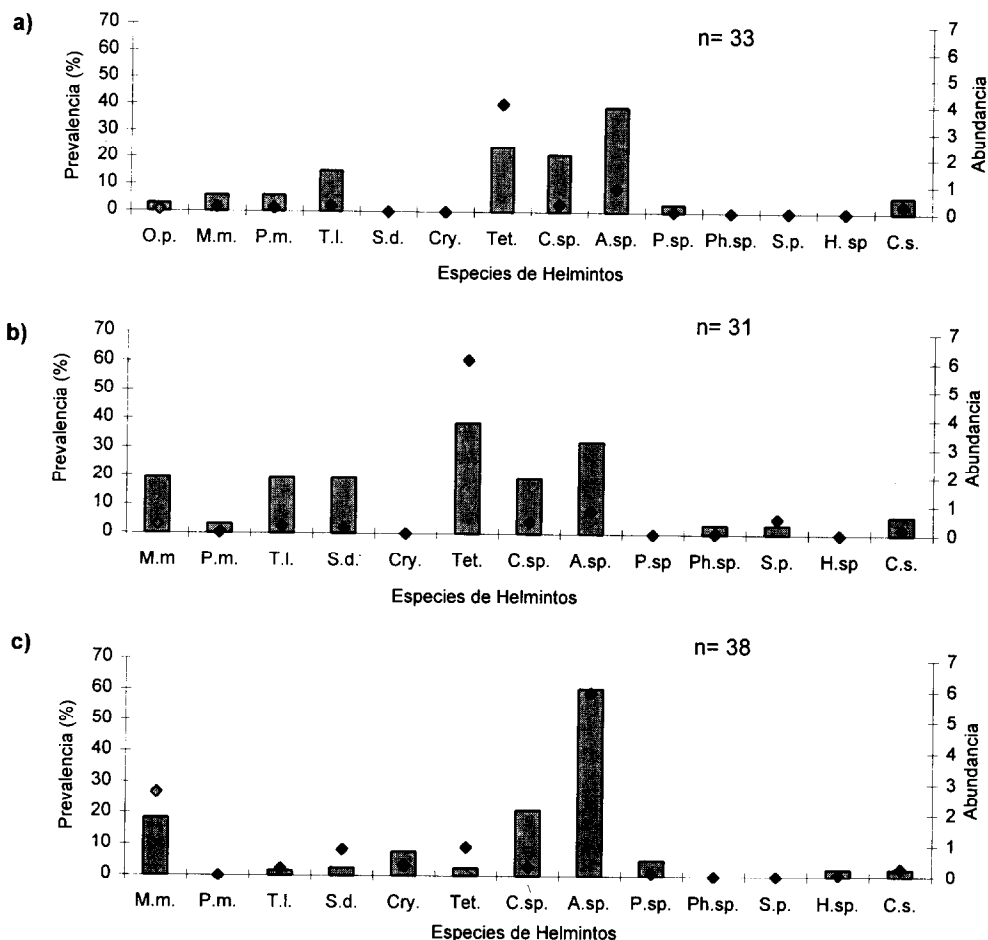 a)
n= 33
Prevalencia (%)
70
60
50
40
30
20
10
0
7
6
5
4
3
2
1
0
Abundancia
O.p. M.m. P.m. T.l. S.d. Cry. Tet. C.sp. A.sp. P.sp Ph.sp. S.p. H. sp C.s.
Especies de Helmintos
b)
n= 31
Prevalencia (%)
70
60
50
40
30
20
10
0
7
6
5
4
3
2
1
0
Abundancia
M.m P.m. T.l. S.d. Cry. Tet. C.sp. A.sp. P.sp Ph.sp. S.p. H.sp C.s.
Especies de Helmintos
c)
n= 38
Prevalencia (%)
70
60
50
40
30
20
10
0
7
6
5
4
3
2
1
0
Abundancia
M.m. P.m. T.l. S.d. Cry. Tet. C.sp. A.sp. P.sp. Ph.sp. S.p. H.sp. C.s.
Especies de Helmintos